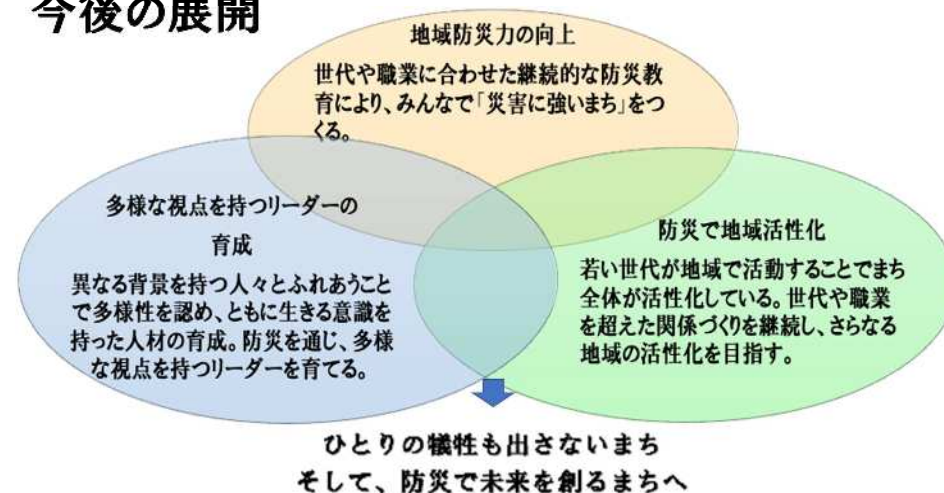 今後の展開
地域防災力の向上
世代や職業に合わせた継続的な防災教
育により、みんなで「災害に強いまち」をつ
くる。
多様な視点を持つリーダーの
育成
異なる背景を持つ人々とふれあうこと
で多様性を認め、ともに生きる意識を
持った人材の育成。防災を通じ、多様
な視点を持つリーダーを育てる。
防災で地域活性化
若い世代が地域で活動することでまち
全体が活性化している。世代や職業
を超えた関係づくりを継続し、さらなる
地域の活性化を目指す。
ひとりの犠牲も出さないまち
そして、防災で未来を創るまちへ